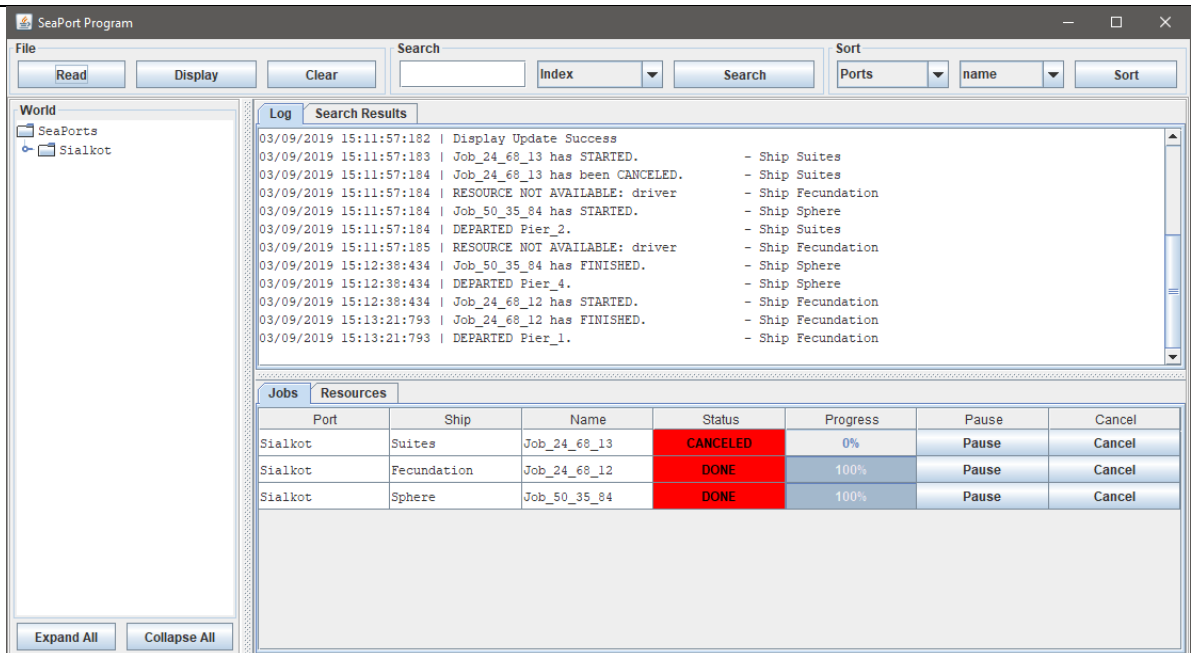 SeaPort Program
File
Search
Sort
Read Display Clear Index Search Ports name Sort
World
SeaPorts
Sialkot
Log Search Results
03/09/2019 15:11:57:182 | Display Update Success
03/09/2019 15:11:57:183 | Job_24_68_13 has STARTED. - Ship Suites
03/09/2019 15:11:57:184 | Job_24_68_13 has been CANCELED. - Ship Suites
03/09/2019 15:11:57:184 | RESOURCE NOT AVAILABLE: driver - Ship Fecundation
03/09/2019 15:11:57:184 | Job_50_35_84 has STARTED. - Ship Sphere
03/09/2019 15:11:57:184 | DEPARTED Pier_2. - Ship Suites
03/09/2019 15:11:57:185 | RESOURCE NOT AVAILABLE: driver - Ship Fecundation
03/09/2019 15:12:38:434 | Job_50_35_84 has FINISHED. - Ship Sphere
03/09/2019 15:12:38:434 | DEPARTED Pier_4. - Ship Sphere
03/09/2019 15:12:38:434 | Job_24_68_12 has STARTED. - Ship Fecundation
03/09/2019 15:13:21:793 | Job_24_68_12 has FINISHED. - Ship Fecundation
03/09/2019 15:13:21:793 | DEPARTED Pier_1. - Ship Fecundation
Jobs Resources
Port Ship Name Status Progress Pause Cancel
Sialkot Suites Job_24_68_13 CANCELED 0% Pause Cancel
Sialkot Fecundation Job_24_68_12 DONE 100% Pause Cancel
Sialkot Sphere Job_50_35_84 DONE 100% Pause Cancel
Expand All Collapse All